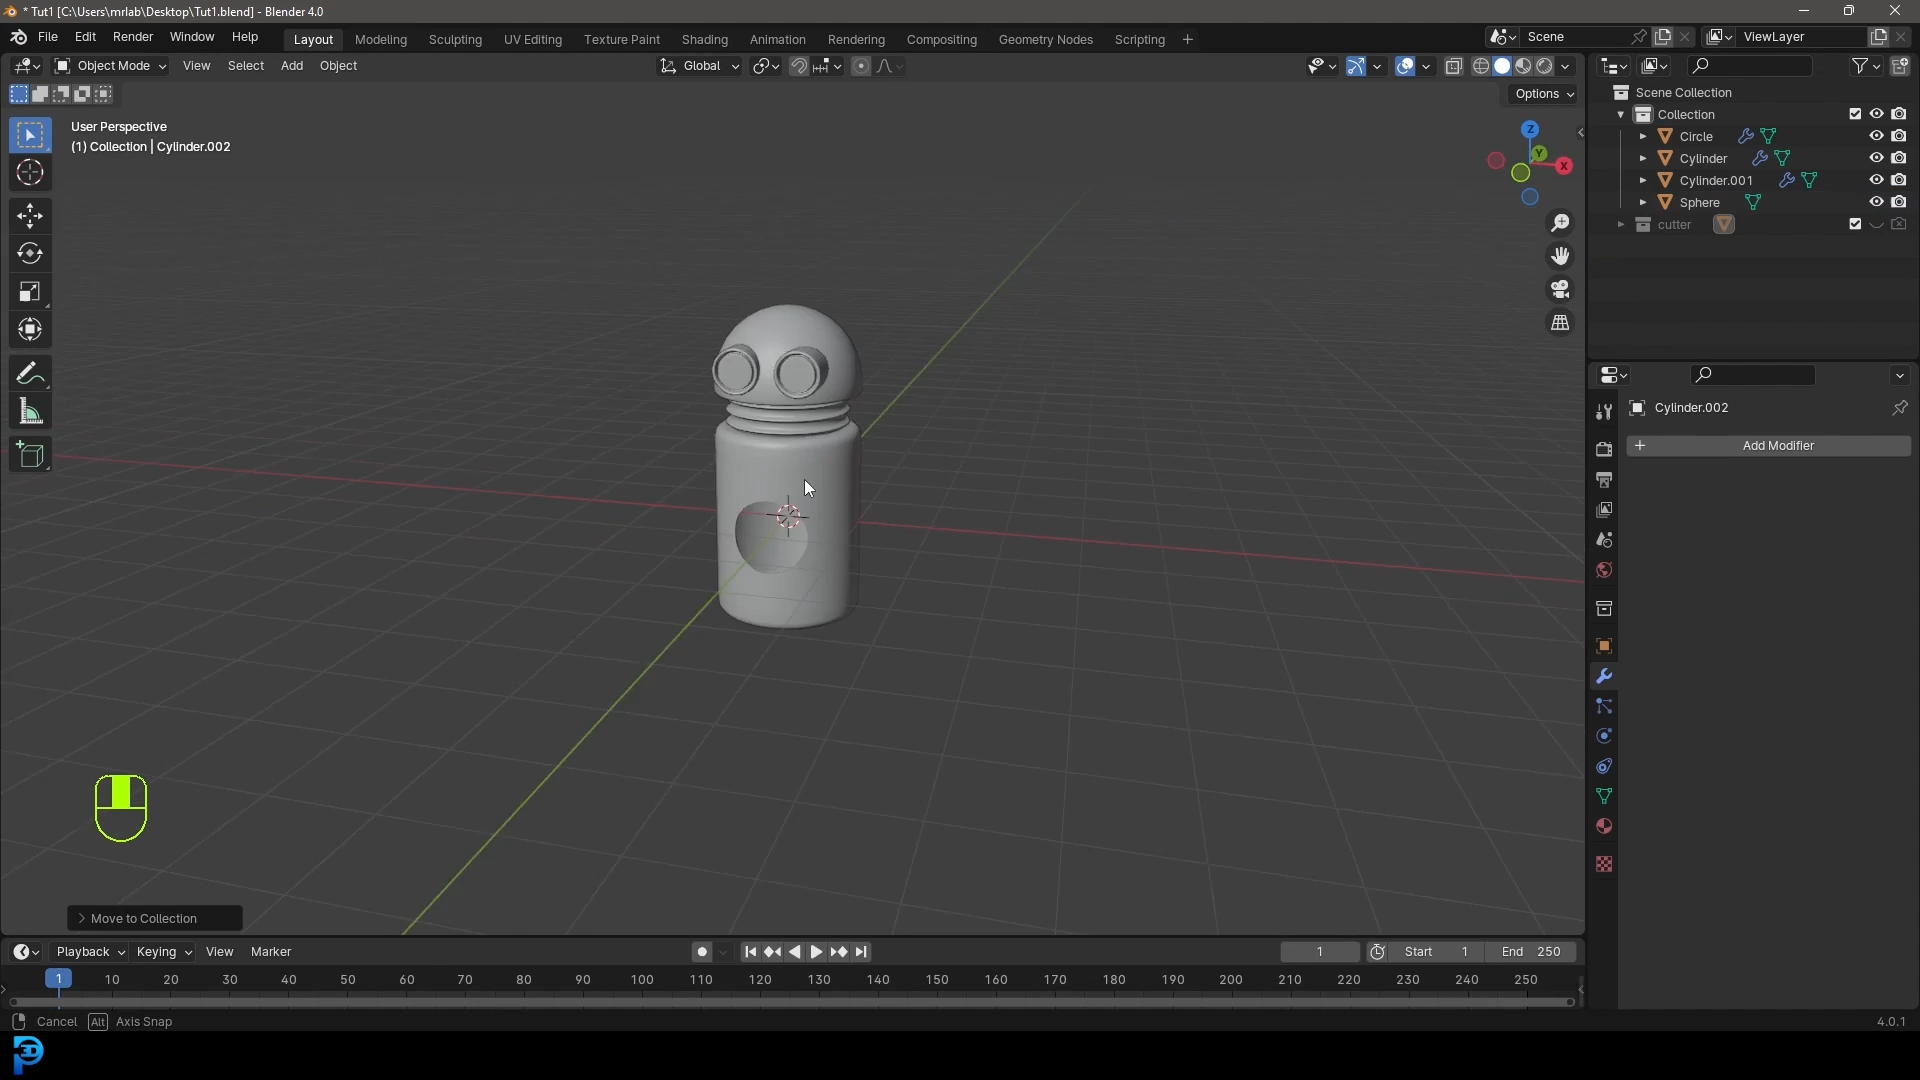 * Tut1 [C:\Users\mrlab\Desktop\Tut1.blend] - Blender 4.0
File Edit Render Window Help Layout Modeling Sculpting UV Editing Texture Paint Shading Animation Rendering Compositing Geometry Nodes Scripting + Scene ViewLayer
Object Mode View Select Add Object Global
Options
User Perspective
(1) Collection | Cylinder.002
Z
Y
X
Scene Collection
Collection
Circle
Cylinder
Cylinder.001
Sphere
cutter
Cylinder.002
+ Add Modifier
> Move to Collection
Playback Keying View Marker 1 Start 1 End 250
1 10 20 30 40 50 60 70 80 90 100 110 120 130 140 150 160 170 180 190 200 210 220 230 240 250
Cancel Alt Axis Snap 4.0.1
3D